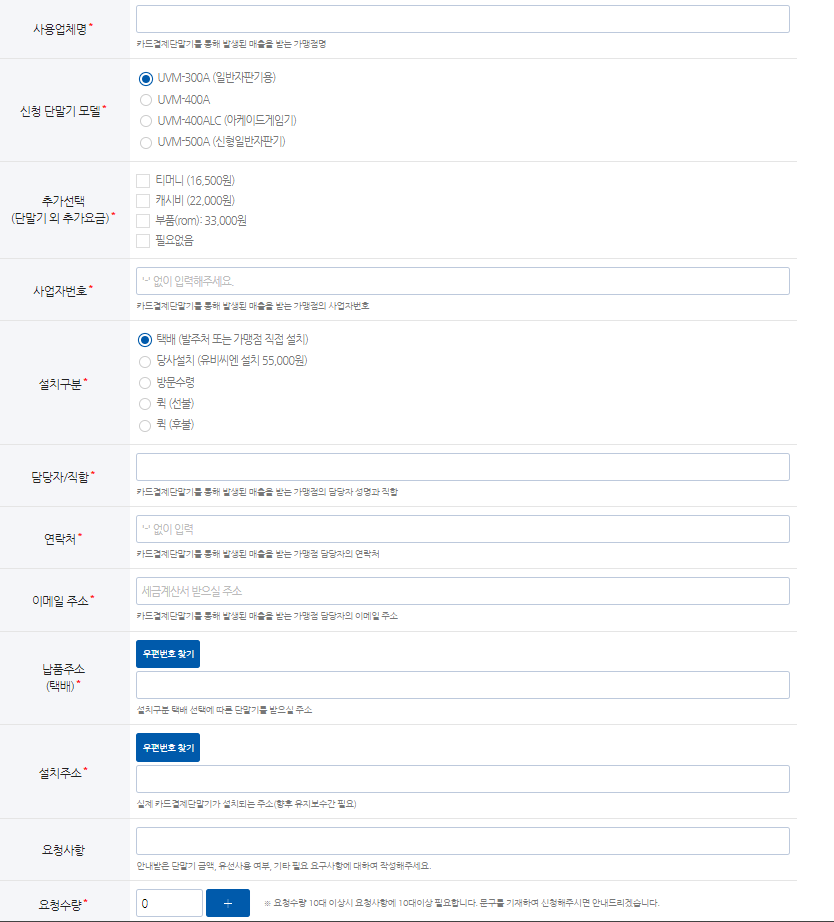 사용업체명 *
카드결제단말기를 통해 발생된 매출을 받는 가맹점명
신청 단말기 모델 *
UVM-300A (일반자판기용)
UVM-400A
UVM-400ALC (아케이드게임기)
UVM-500A (신형일반자판기)
추가선택
(단말기 외 추가요금) *
티머니 (16,500원)
캐시비 (22,000원)
부품(rom): 33,000원
필요없음
사업자번호 *
'-' 없이 입력해주세요.
카드결제단말기를 통해 발생된 매출을 받는 가맹점의 사업자번호
설치구분 *
택배 (발주처 또는 가맹점 직접 설치)
당사설치 (유비씨엔 설치 55,000원)
방문수령
퀵 (선불)
퀵 (후불)
담당자/직함 *
카드결제단말기를 통해 발생된 매출을 받는 가맹점의 담당자 성명과 직함
연락처 *
'-' 없이 입력
카드결제단말기를 통해 발생된 매출을 받는 가맹점 담당자의 연락처
이메일 주소 *
세금계산서 받으실 주소
카드결제단말기를 통해 발생된 매출을 받는 가맹점 담당자의 이메일 주소
납품주소
(택배) *
우편번호 찾기
설치구분 택배 선택에 따른 단말기를 받으실 주소
설치주소 *
우편번호 찾기
실제 카드결제단말기가 설치되는 주소(향후 유지보수간 필요)
요청사항
안내받은 단말기 금액, 유선사용 여부, 기타 필요 요구사항에 대하여 작성해주세요.
요청수량 *
0
+
※ 요청수량 10대 이상시 요청사항에 10대이상 필요합니다. 문구를 기재하여 신청해주시면 안내드리겠습니다.